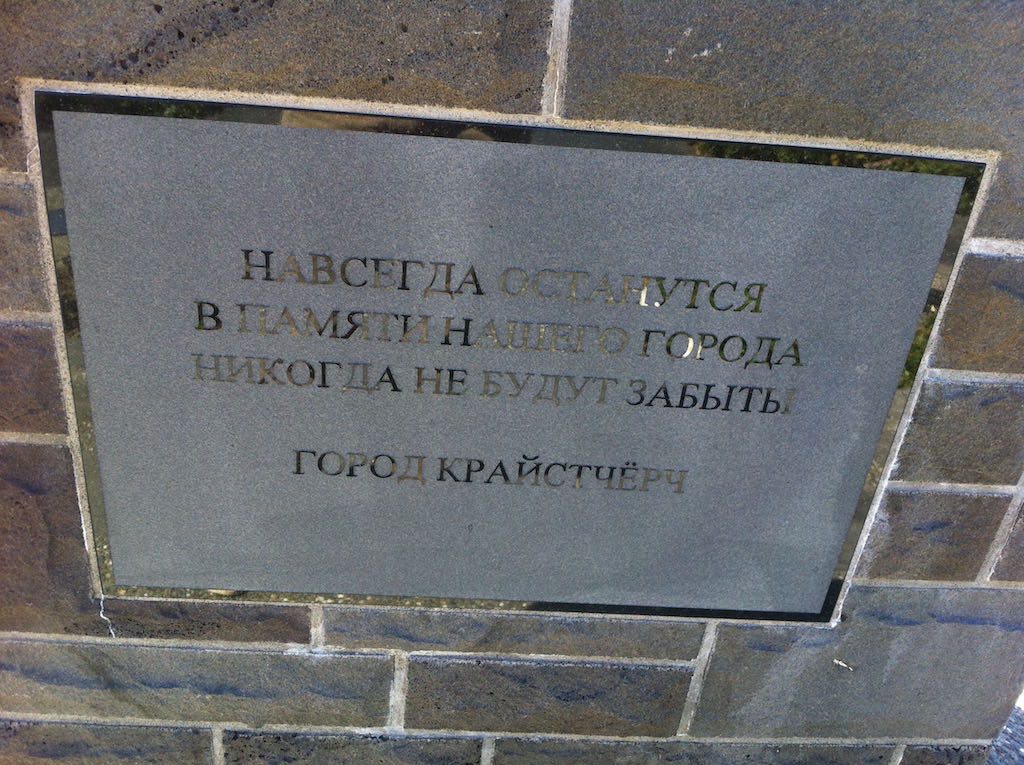 НАВСЕГДА ОСТАНУТСЯ
В ПАМЯТИ НАШЕГО ГОРОДА
НИКОГДА НЕ БУДУТ ЗАБЫТЫ
ГОРОД КРАЙСТЧЁРЧ